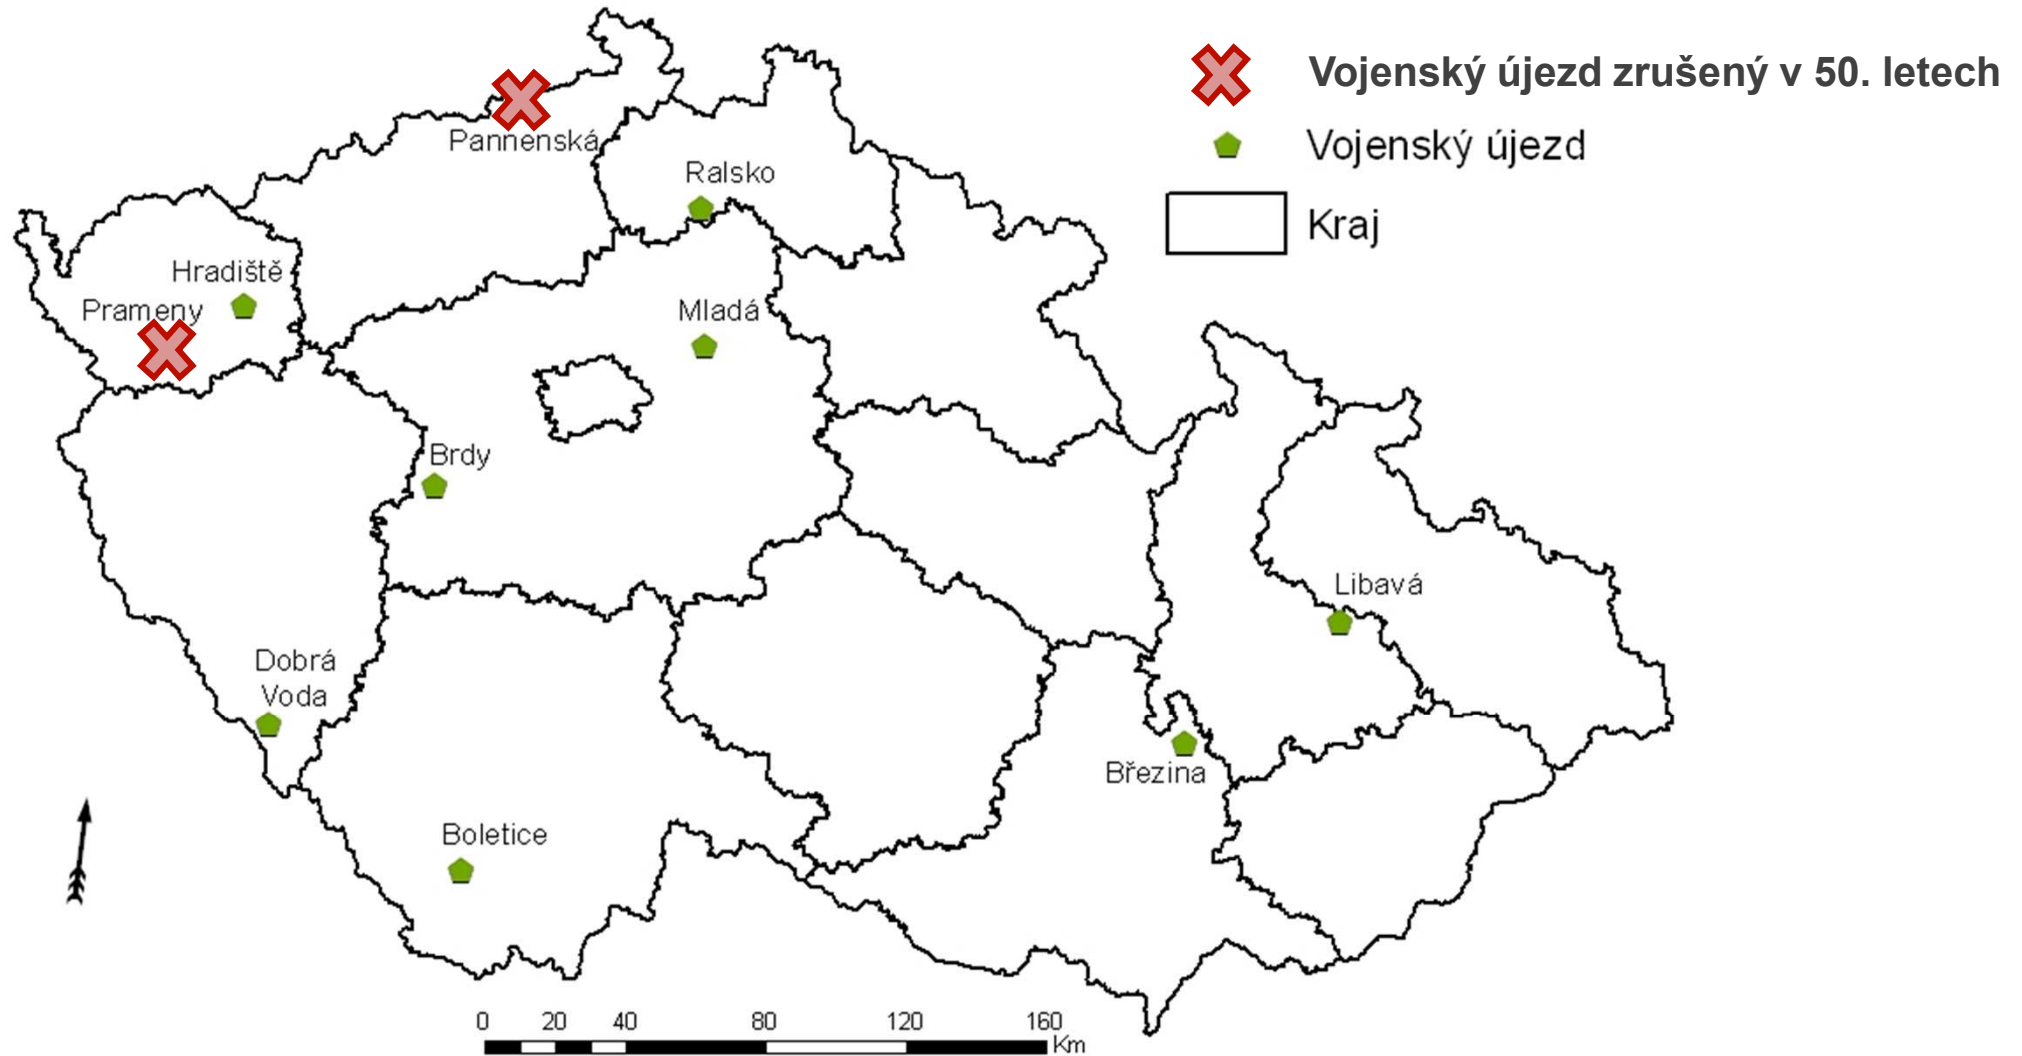 Vojenský újezd zrušený v 50. letech
Vojenský újezd
Kraj
Pannenská
Ralsko
Hradiště
Prameny
Mladá
Brdy
Libavá
Dobrá
Voda
Březina
Boletice
0 20 40 80 120 160
Km